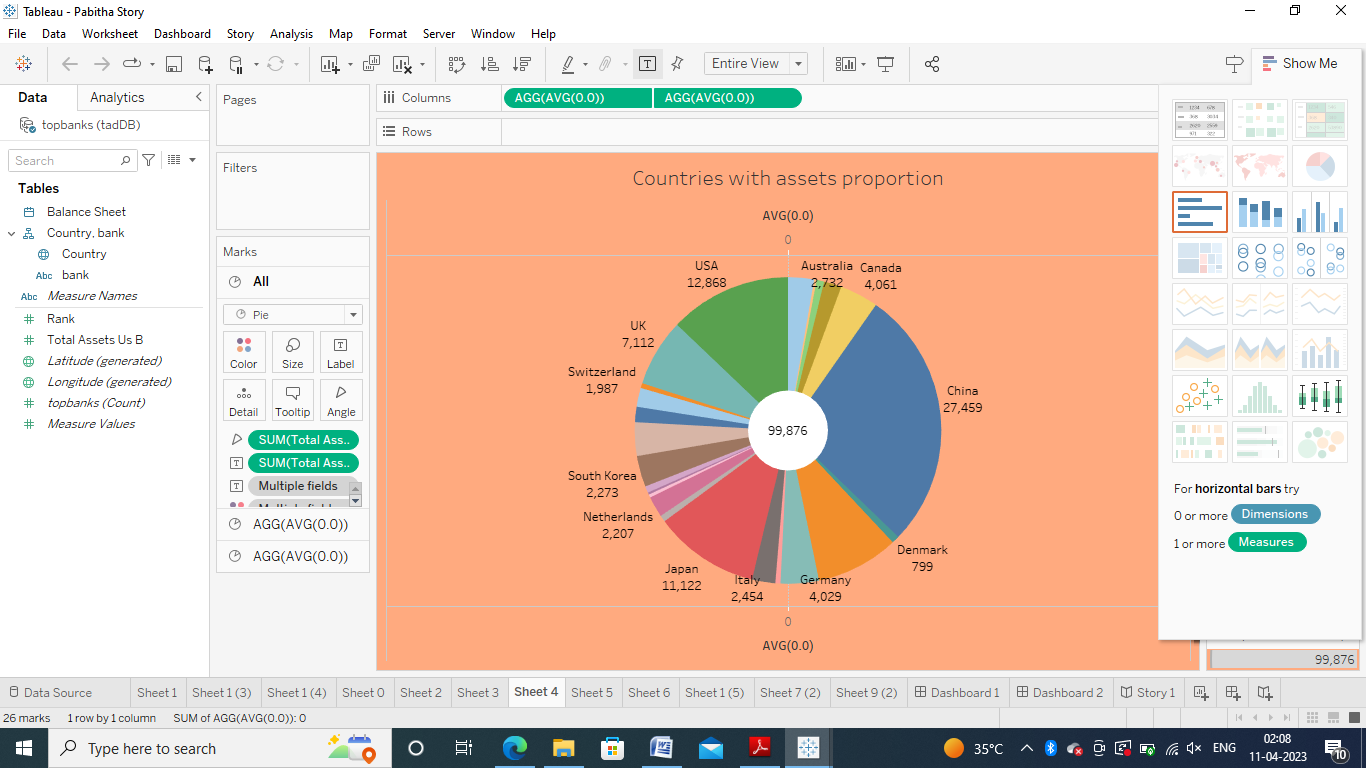 Tableau - Pabitha Story
File Data Worksheet Dashboard Story Analysis Map Format Server Window Help
Entire View
Show Me
Data Analytics
topbanks (tadDB)
Search
Tables
Balance Sheet
Country, bank
Country
Abc bank
Abc Measure Names
Rank
Total Assets Us B
Latitude (generated)
Longitude (generated)
topbanks (Count)
Measure Values
Pages
Filters
Marks
All
Pie
Color Size Label
Detail Tooltip Angle
SUM(Total Ass..
SUM(Total Ass..
Multiple fields
AGG(AVG(0.0))
AGG(AVG(0.0))
Columns AGG(AVG(0.0)) AGG(AVG(0.0))
Rows
Countries with assets proportion
AVG(0.0)
0
USA
12,868
Australia
2,732
Canada
4,061
UK
7,112
Switzerland
1,987
China
27,459
99,876
South Korea
2,273
Netherlands
2,207
Denmark
799
Japan
11,122
Italy
2,454
Germany
4,029
0
AVG(0.0)
For horizontal bars try
0 or more Dimensions
1 or more Measures
99,876
Data Source Sheet 1 Sheet 1 (3) Sheet 1 (4) Sheet 0 Sheet 2 Sheet 3 Sheet 4 Sheet 5 Sheet 6 Sheet 1 (5) Sheet 7 (2) Sheet 9 (2) Dashboard 1 Dashboard 2 Story 1
26 marks 1 row by 1 column SUM of AGG(AVG(0.0)): 0
Type here to search
35°C
ENG
02:08
11-04-2023
10